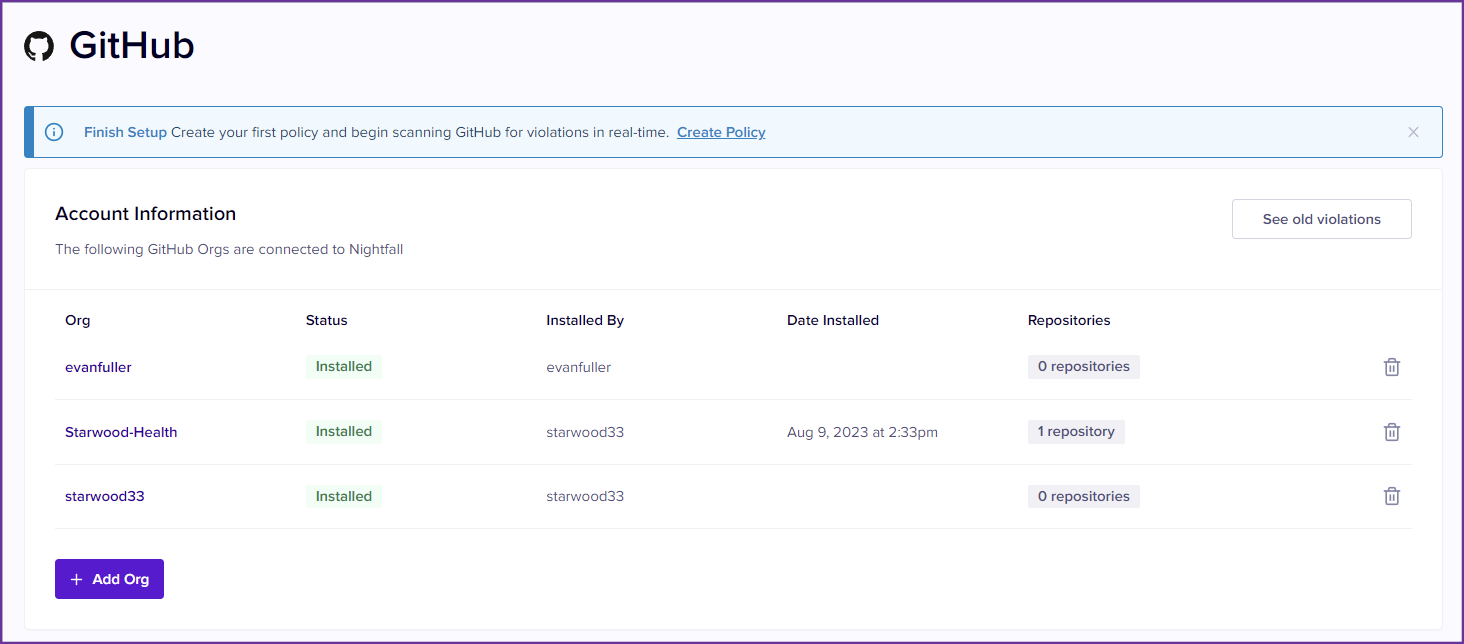 GitHub
Finish Setup Create your first policy and begin scanning GitHub for violations in real-time. Create Policy
Account Information
See old violations
The following GitHub Orgs are connected to Nightfall
Org Status Installed By Date Installed Repositories
evanfuller Installed evanfuller 0 repositories
Starwood-Health Installed starwood33 Aug 9, 2023 at 2:33pm 1 repository
starwood33 Installed starwood33 0 repositories
+ Add Org